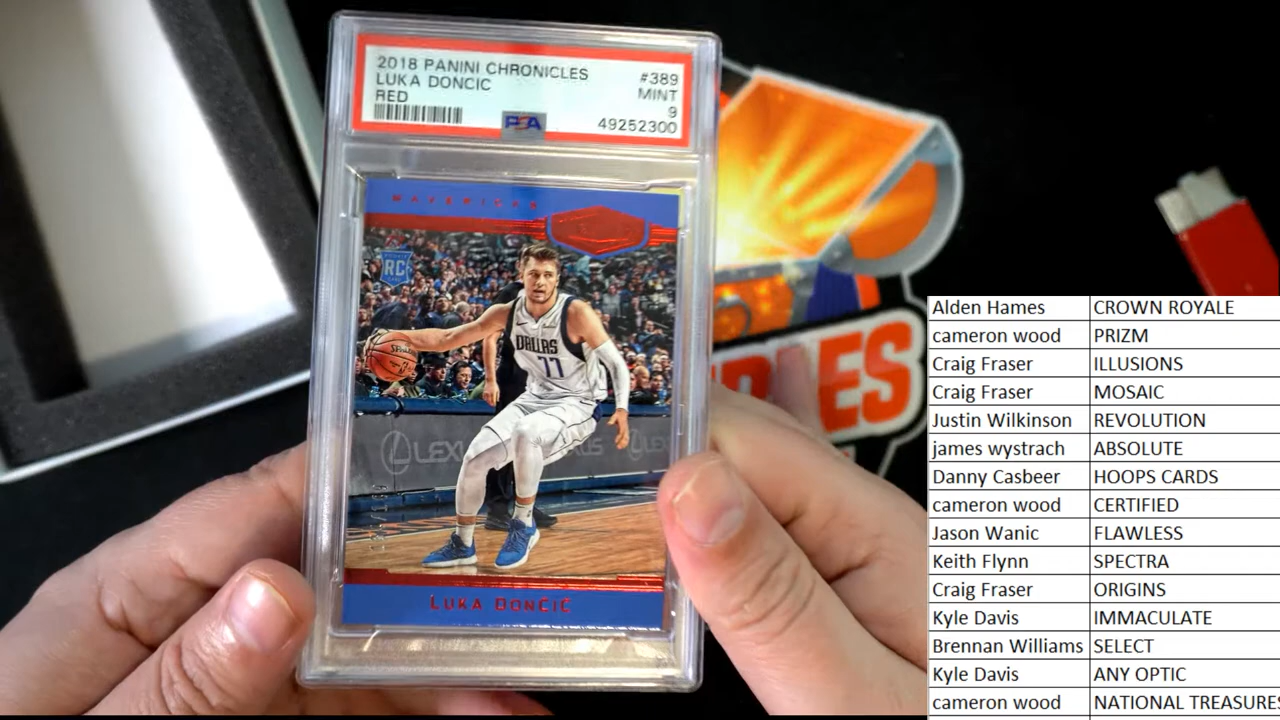 2018 PANINI CHRONICLES #389
LUKA DONCIC MINT
RED 9
PSA 49252300
MAVERICKS
ROOKIE
RC
SPALDING
DALLAS
77
LEXUS
LUKA DONCIC
Alden Hames CROWN ROYALE
cameron wood PRIZM
Craig Fraser ILLUSIONS
Craig Fraser MOSAIC
Justin Wilkinson REVOLUTION
james wystrach ABSOLUTE
Danny Casbeer HOOPS CARDS
cameron wood CERTIFIED
Jason Wanic FLAWLESS
Keith Flynn SPECTRA
Craig Fraser ORIGINS
Kyle Davis IMMACULATE
Brennan Williams SELECT
Kyle Davis ANY OPTIC
cameron wood NATIONAL TREASURES